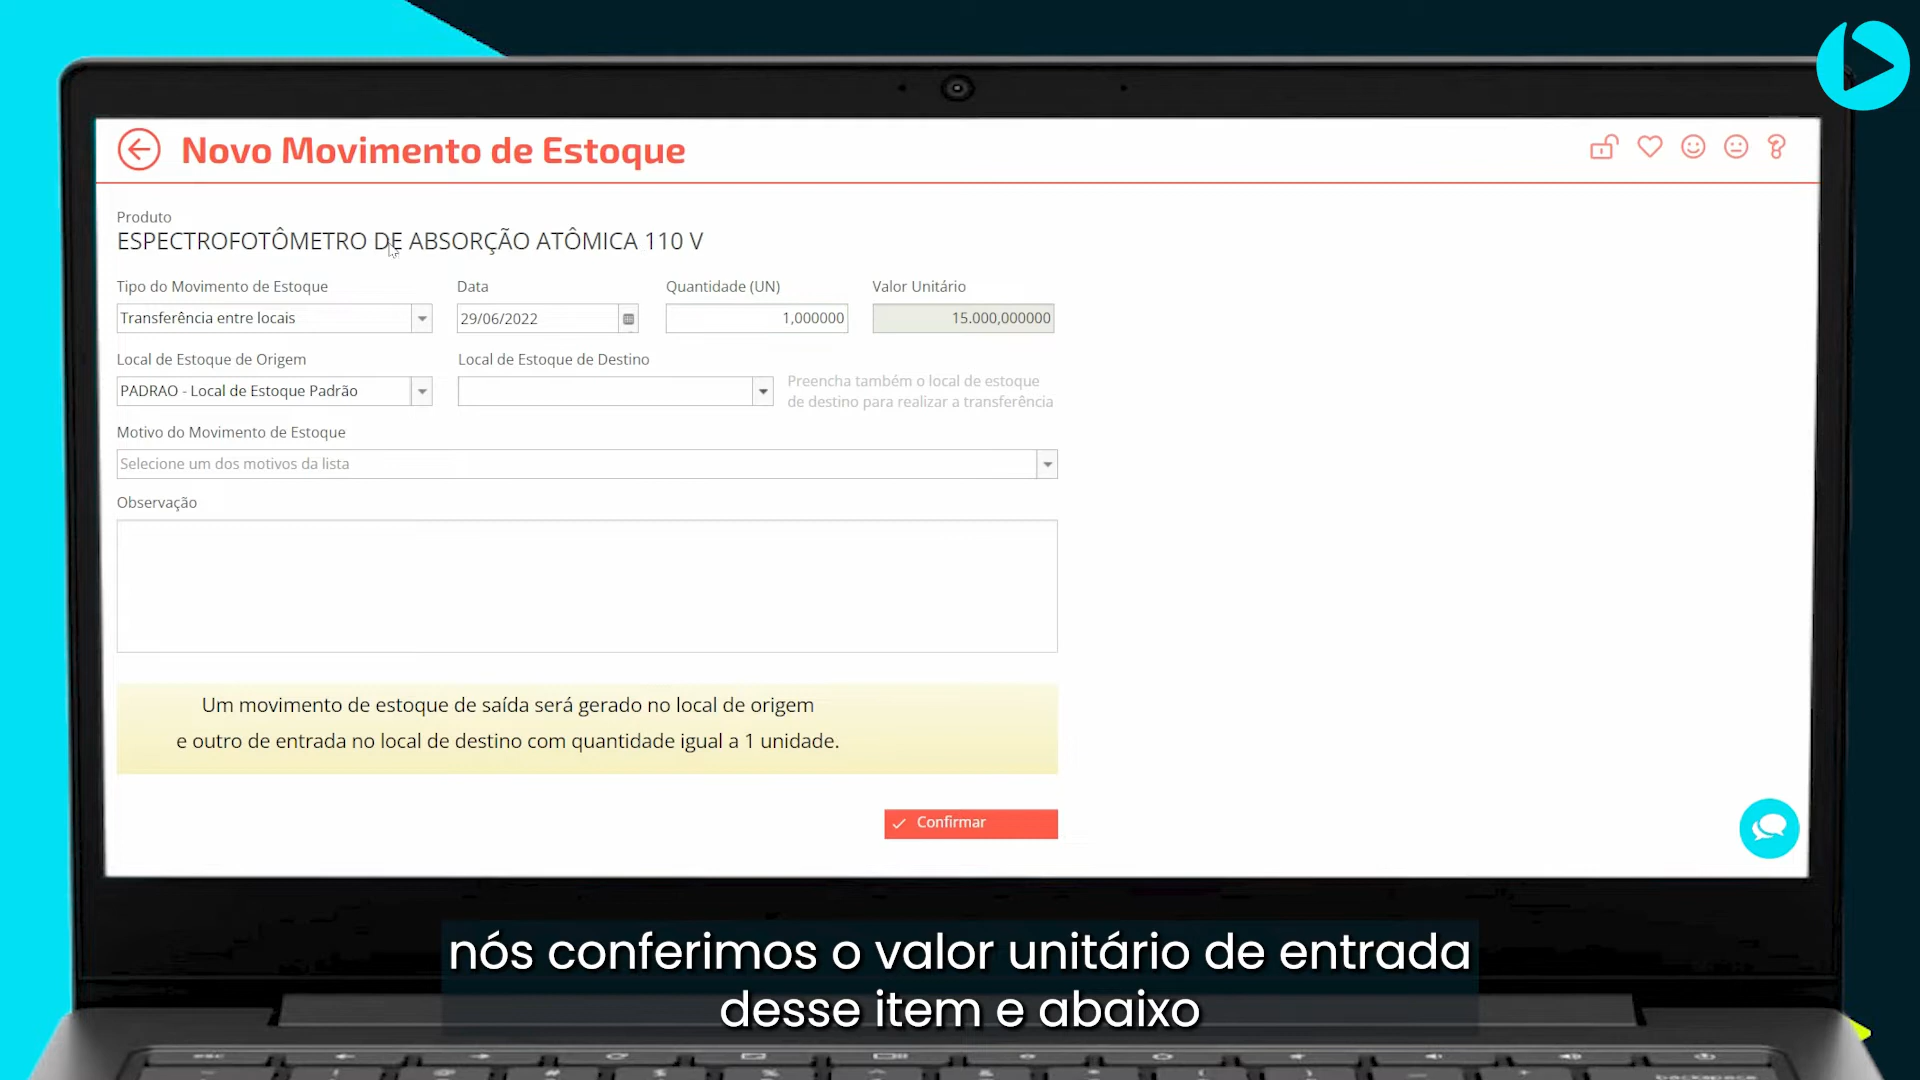 Novo Movimento de Estoque
Produto
ESPECTROFOTÔMETRO DE ABSORÇÃO ATÔMICA 110 V
Tipo do Movimento de Estoque
Data
Quantidade (UN)
Valor Unitário
Transferência entre locais
29/06/2022
1,000000
15.000,000000
Local de Estoque de Origem
Local de Estoque de Destino
PADRAO - Local de Estoque Padrão
Preencha também o local de estoque
de destino para realizar a transferência
Motivo do Movimento de Estoque
Selecione um dos motivos da lista
Observação
Um movimento de estoque de saída será gerado no local de origem
e outro de entrada no local de destino com quantidade igual a 1 unidade.
Confirmar
nós conferimos o valor unitário de entrada
desse item e abaixo